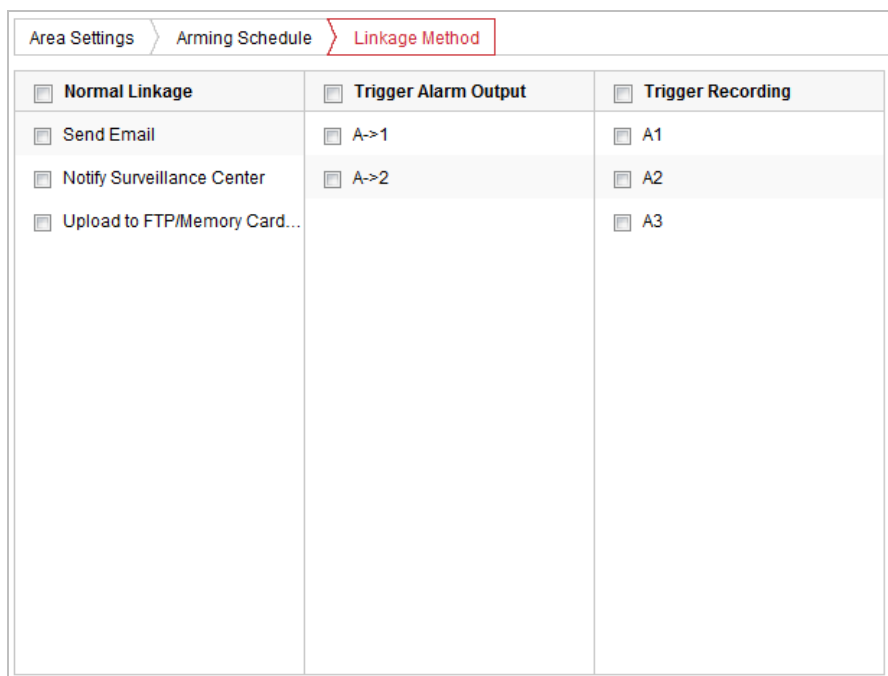 Area Settings Arming Schedule Linkage Method
Normal Linkage Trigger Alarm Output Trigger Recording
Send Email A->1 A1
Notify Surveillance Center A->2 A2
Upload to FTP/Memory Card... A3